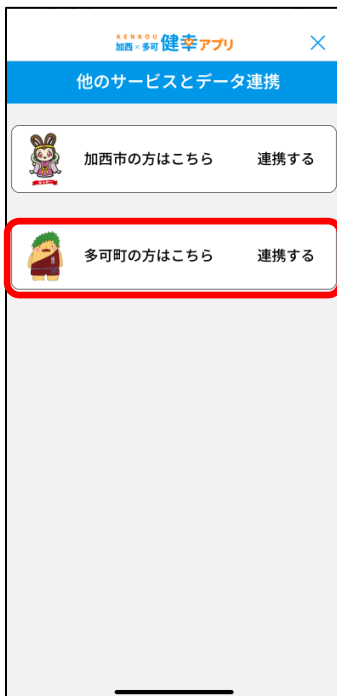 KENKOU
加西×多可 健幸アプリ
他のサービスとデータ連携
加西市の方はこちら 連携する
多可町の方はこちら 連携する